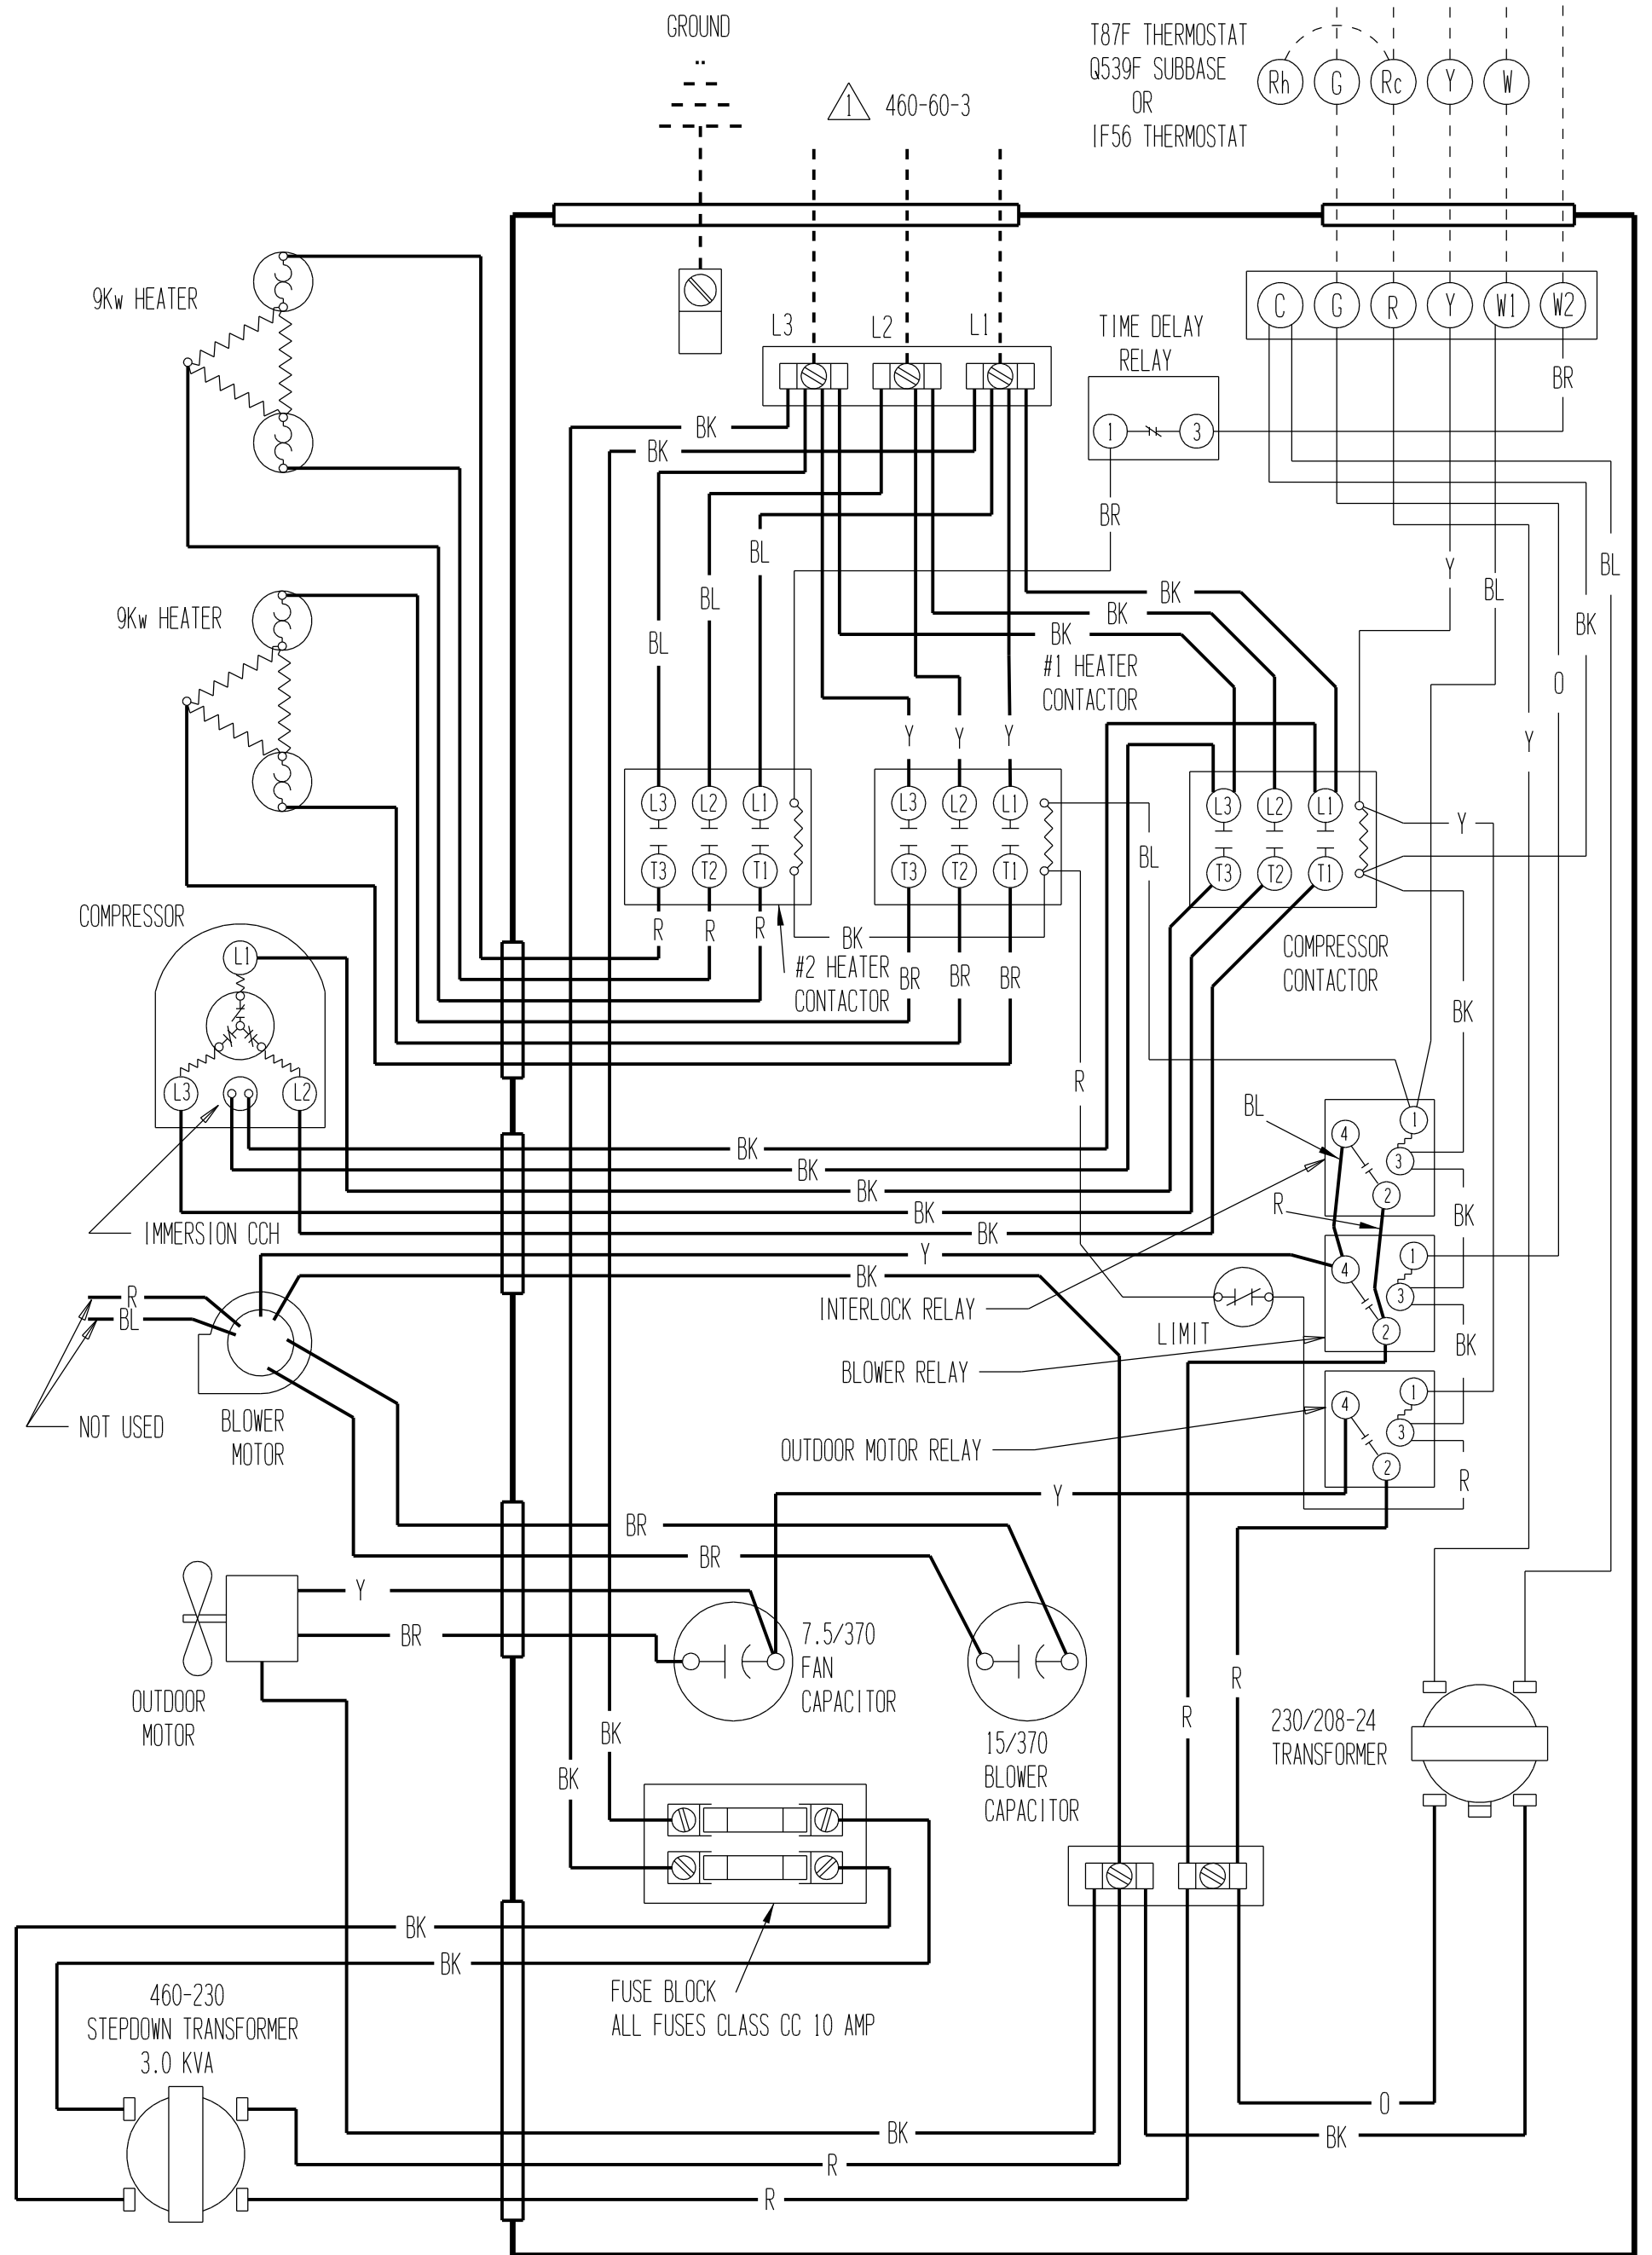 GROUND
T87F THERMOSTAT
Q539F SUBBASE
OR
IF56 THERMOSTAT
Rh G Rc Y W
1 460-60-3
9Kw HEATER
C G R Y W1 W2
L3 L2 L1
TIME DELAY
RELAY
BR
1 3
BK
BK
BR
BL
BL
Y
BL
BL
BK
BK
BK
BK
9Kw HEATER
BL
#1 HEATER
CONTACTOR
O
Y Y Y
Y
L3 L2 L1
L3 L2 L1
L3 L2 L1
Y
BL
T3 T2 T1
T3 T2 T1
T3 T2 T1
COMPRESSOR
R R R
BK
#2 HEATER
CONTACTOR
BR BR BR
COMPRESSOR
CONTACTOR
L1
BK
R
L3 L2
BL
4 1
3
2
BK
BK
BK
BK
BK
R
BK
IMMERSION CCH
Y
BK
4 1
3
2
R
BL
INTERLOCK RELAY
LIMIT
BK
BLOWER RELAY
NOT USED
BLOWER
MOTOR
OUTDOOR MOTOR RELAY
4 1
3
2
R
Y
BR
BR
Y
BR
7.5/370
FAN
CAPACITOR
OUTDOOR
MOTOR
R
R
BK
BK
15/370
BLOWER
CAPACITOR
230/208-24
TRANSFORMER
BK
BK
FUSE BLOCK
ALL FUSES CLASS CC 10 AMP
460-230
STEPDOWN TRANSFORMER
3.0 KVA
O
BK
BK
R
R